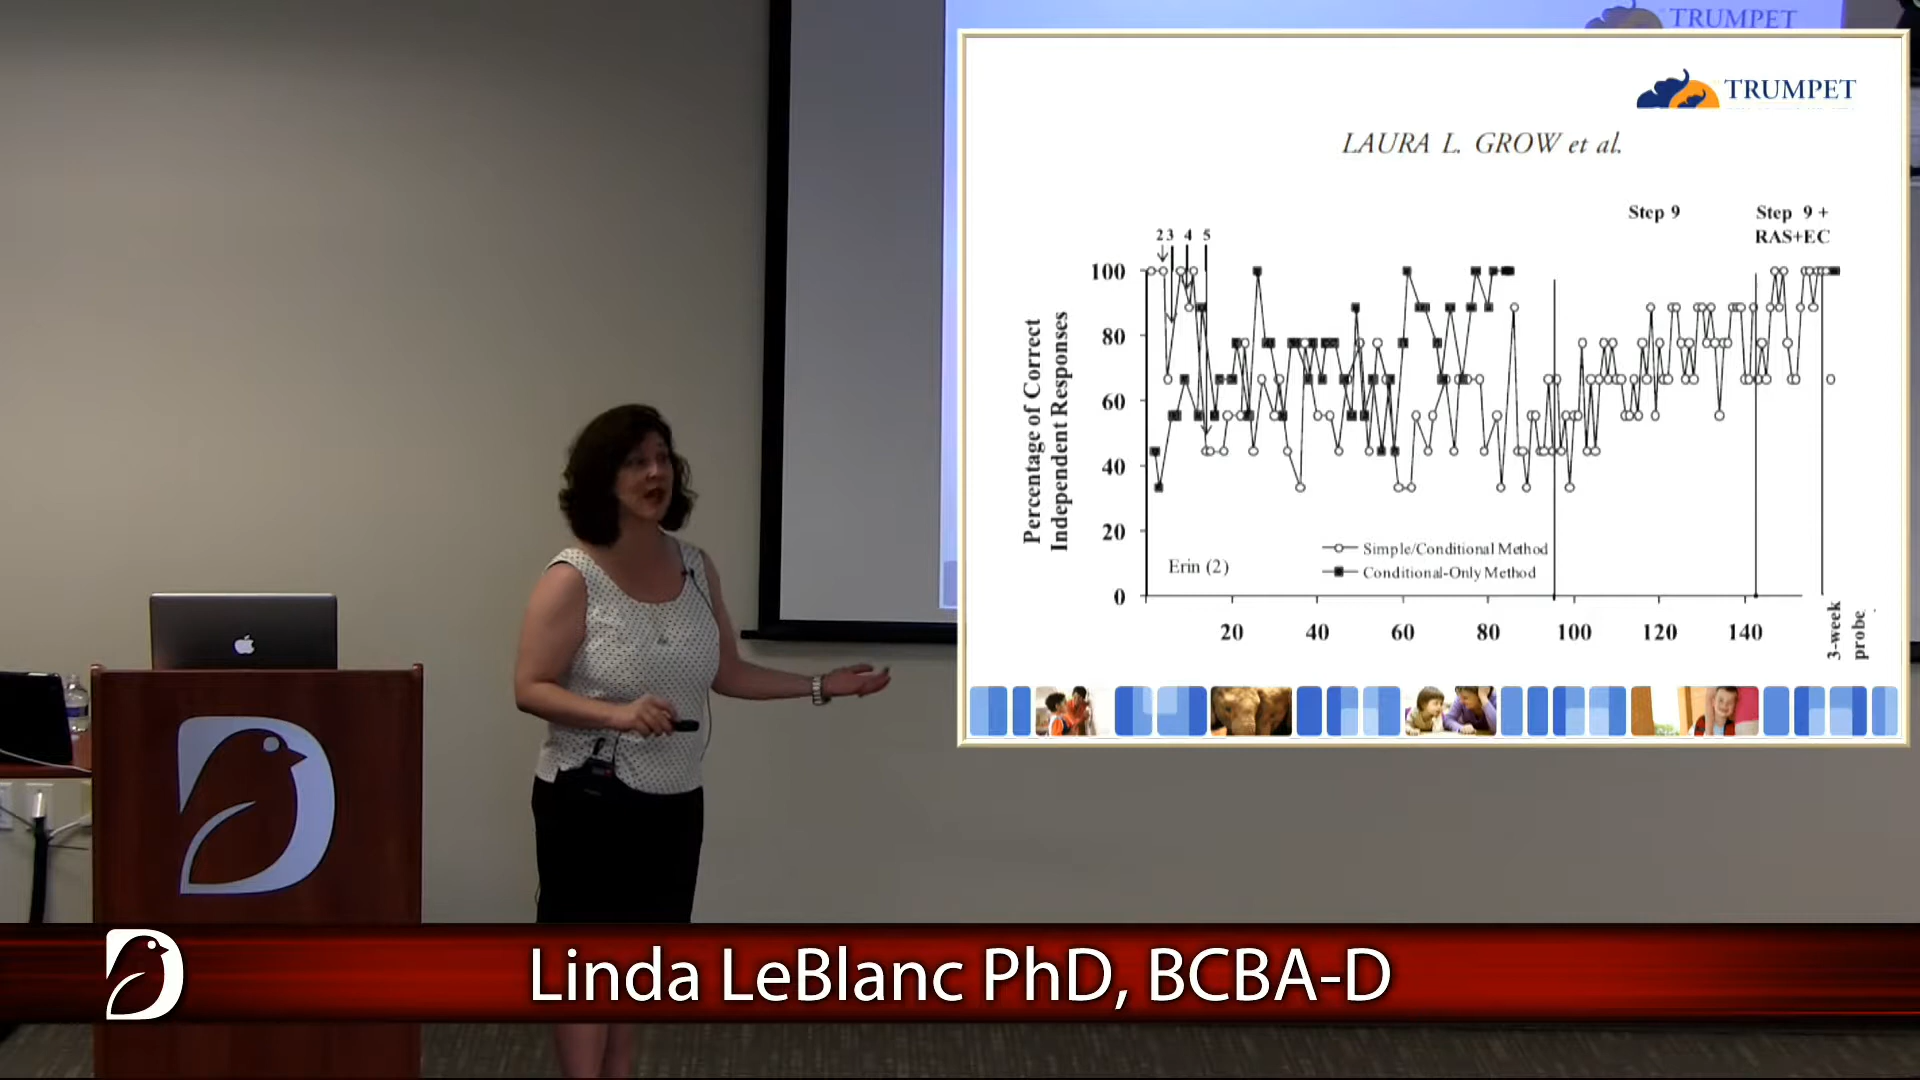 TRUMPET
TRUMPET
LAURA L. GROW et al.
Step 9
Step 9 +
RAS+EC
2 3 4 5
100
80
60
40
20
0
Percentage of Correct
Independent Responses
Simple/Conditional Method
Conditional-Only Method
Erin (2)
20 40 60 80 100 120 140
3-week
probe
Linda LeBlanc PhD, BCBA-D